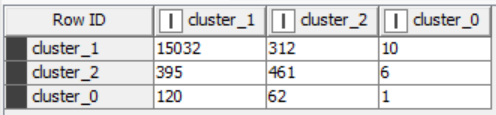 Row ID cluster_1 cluster_2 cluster_0
cluster_1 15032 312 10
cluster_2 395 461 6
cluster_0 120 62 1